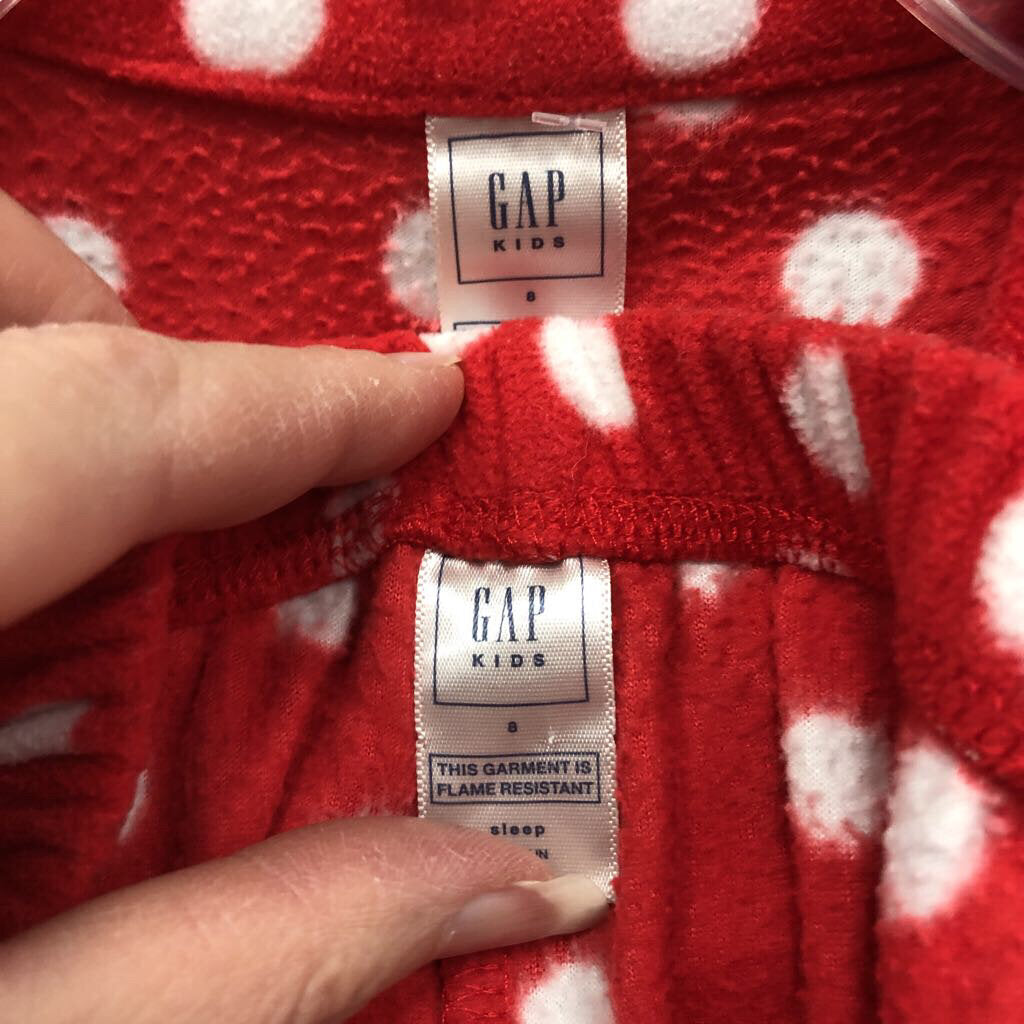 GAP
KIDS
8
GAP
KIDS
8
THIS GARMENT IS
FLAME RESISTANT
sleep